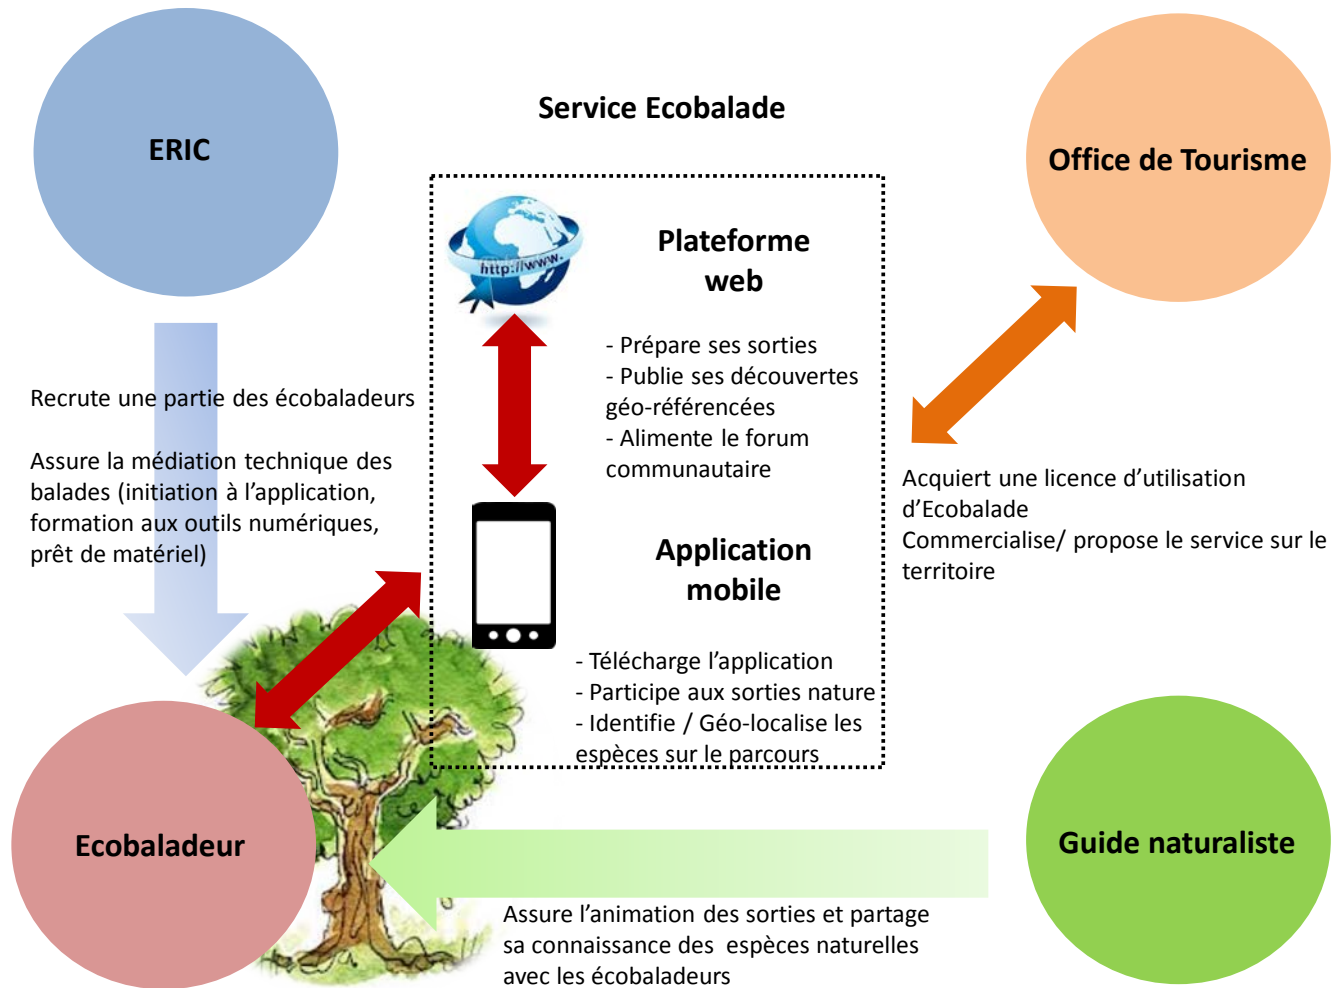 Service Ecobalade
ERIC
Office de Tourisme
http://www.
Plateforme
web
- Prépare ses sorties
- Publie ses découvertes
géo-référencées
- Alimente le forum
communautaire
Recrute une partie des écobaladeurs
Assure la médiation technique des
balades (initiation à l’application,
formation aux outils numériques,
prêt de matériel)
Acquiert une licence d’utilisation
d’Ecobalade
Commercialise/ propose le service sur le
territoire
Application
mobile
- Télécharge l’application
- Participe aux sorties nature
- Identifie / Géo-localise les
espèces sur le parcours
Ecobaladeur
Guide naturaliste
Assure l’animation des sorties et partage
sa connaissance des espèces naturelles
avec les écobaladeurs